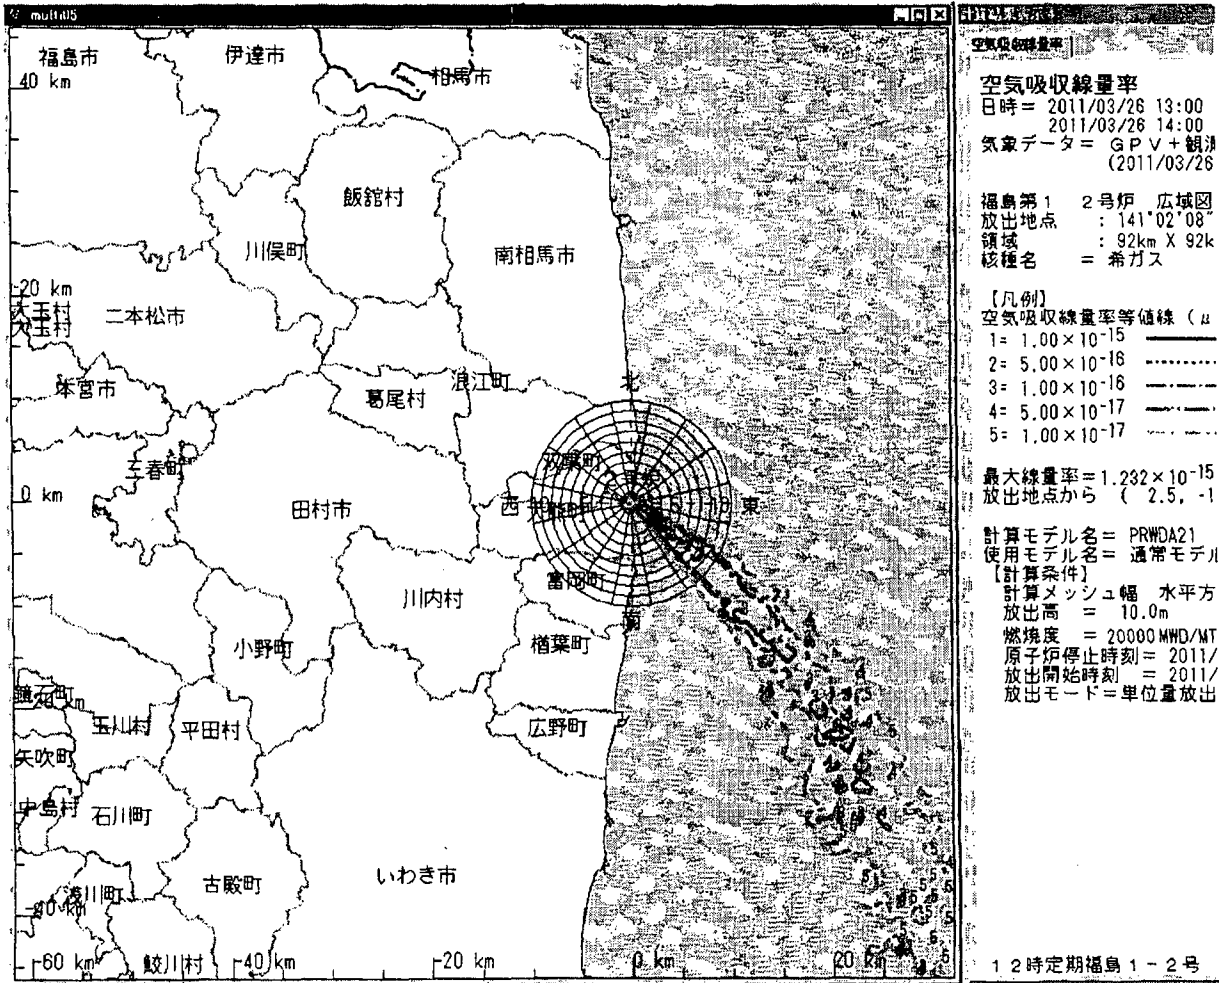 multi05
福島市
伊達市
相馬市
40 km
飯舘村
川俣町
南相馬市
20 km
大玉村
大玉村
二本松市
本宮市
葛尾村
浪江町
北
三春町
双葉町
0 km
田村市
西
東
富岡町
川内村
南
小野町
楢葉町
鏡石町
玉川村
平田村
広野町
矢吹町
中島村
石川町
古殿町
いわき市
浅川町
-40 km
鮫川村
-60 km
-40 km
-20 km
0 km
20 km
空気吸収線量率
空気吸収線量率
日時= 2011/03/26 13:00
2011/03/26 14:00
気象データ= GPV+観測
(2011/03/26
福島第1 2号炉 広域図
放出地点 : 141°02'08"
領域 : 92km X 92k
核種名 = 希ガス
【凡例】
空気吸収線量率等値線 (μ
1= 1.00×10-15
2= 5.00×10-16
3= 1.00×10-16
4= 5.00×10-17
5= 1.00×10-17
最大線量率=1.232×10-15
放出地点から ( 2.5, -1
計算モデル名= PRWDA21
使用モデル名= 通常モデル
【計算条件】
計算メッシュ幅 水平方
放出高 = 10.0m
燃焼度 = 20000MWD/MT
原子炉停止時刻= 2011/
放出開始時刻 = 2011/
放出モード=単位量放出
12時定期福島1-2号